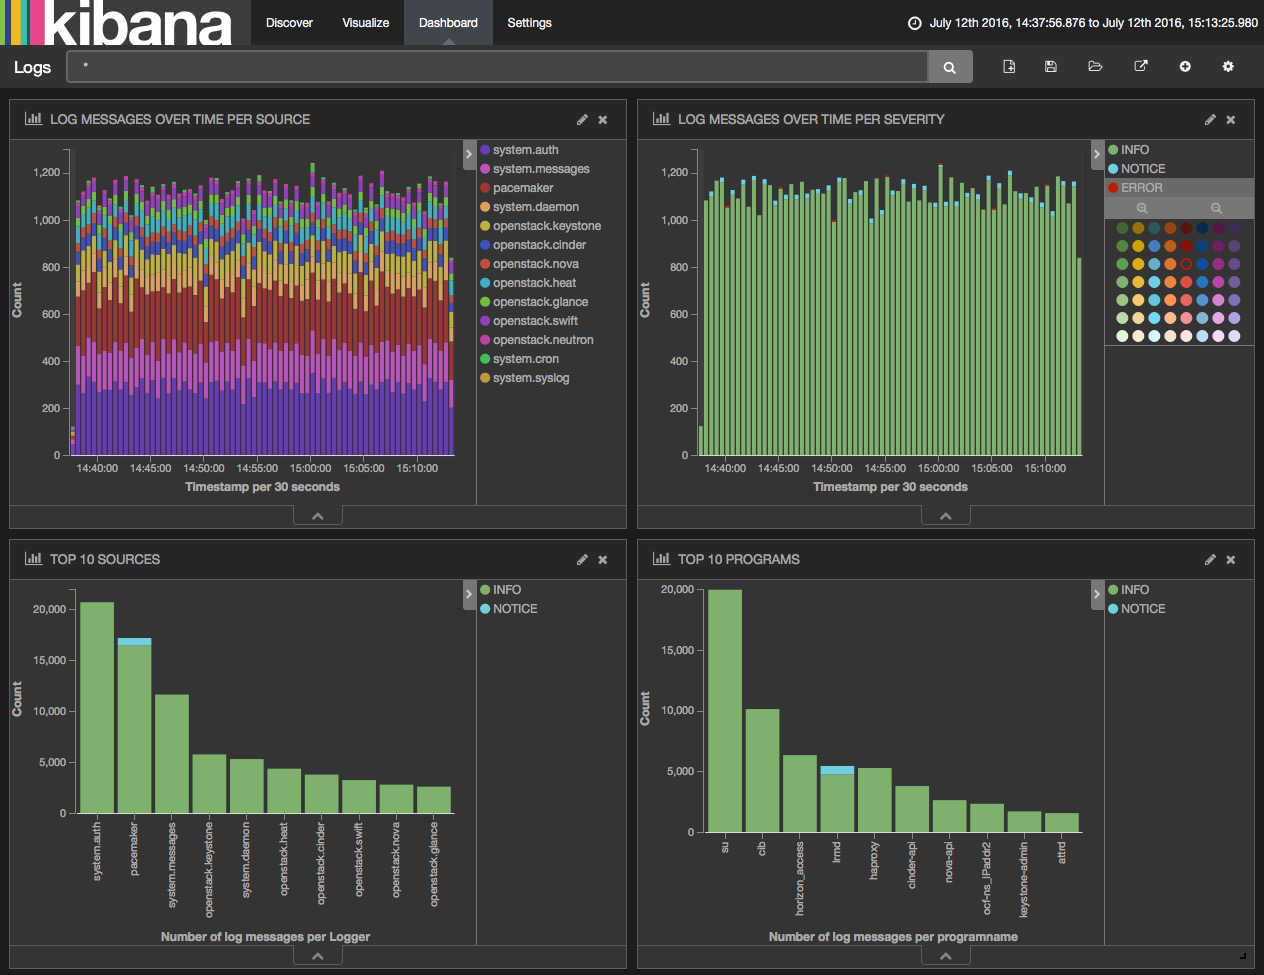 kibana
Discover Visualize Dashboard Settings
July 12th 2016, 14:37:56.876 to July 12th 2016, 15:13:25.980
Logs
*
LOG MESSAGES OVER TIME PER SOURCE
Count
1,200
1,000
800
600
400
200
0
14:40:00 14:45:00 14:50:00 14:55:00 15:00:00 15:05:00 15:10:00
Timestamp per 30 seconds
system.auth
system.messages
pacemaker
system.daemon
openstack.keystone
openstack.cinder
openstack.nova
openstack.heat
openstack.glance
openstack.swift
openstack.neutron
system.cron
system.syslog
LOG MESSAGES OVER TIME PER SEVERITY
Count
1,200
1,000
800
600
400
200
0
14:40:00 14:45:00 14:50:00 14:55:00 15:00:00 15:05:00 15:10:00
Timestamp per 30 seconds
INFO
NOTICE
ERROR
TOP 10 SOURCES
Count
20,000
15,000
10,000
5,000
0
system.auth
pacemaker
system.messages
openstack.keystone
system.daemon
openstack.heat
openstack.cinder
openstack.swift
openstack.nova
openstack.glance
Number of log messages per Logger
INFO
NOTICE
TOP 10 PROGRAMS
Count
20,000
15,000
10,000
5,000
0
su
cib
horizon_access
lrmd
haproxy
cinder-api
nova-api
ocf-ns_IPaddr2
keystone-admin
attrd
Number of log messages per programname
INFO
NOTICE